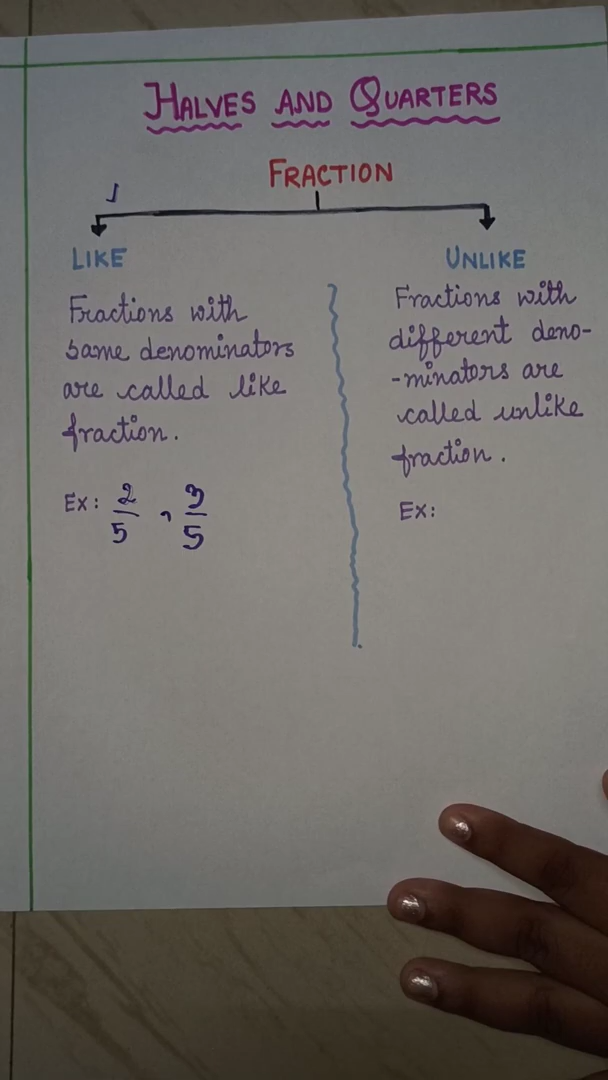 HALVES AND QUARTERS
FRACTION
LIKE
Fractions with
same denominators
are called like
fraction.
Ex: 2/5 , 3/5
UNLIKE
Fractions with
different deno-
-minators are
called unlike
fraction.
Ex: